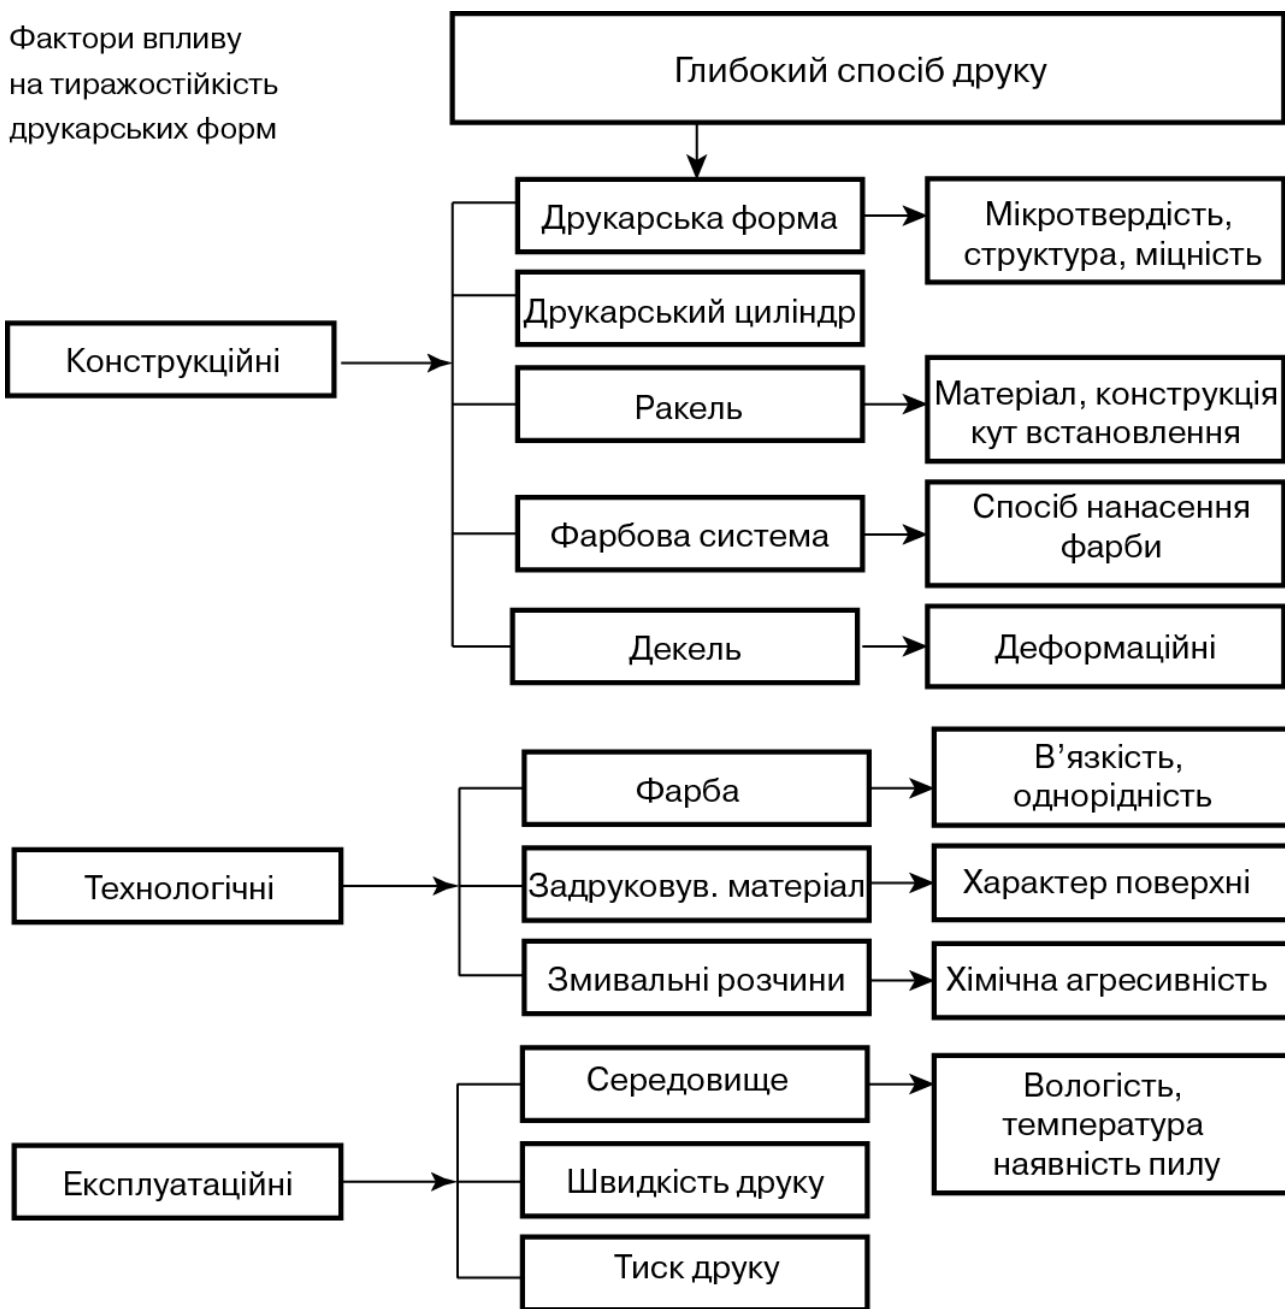 Фактори впливу
на тиражостійкість
друкарських форм
Глибокий спосіб друку
Друкарська форма
Мікротвердість,
структура, міцність
Друкарський циліндр
Конструкційні
Ракель
Матеріал, конструкція
кут встановлення
Фарбова система
Спосіб нанасення
фарби
Декель
Деформаційні
Фарба
В’язкість,
однорідність
Технологічні
Задруковув. матеріал
Характер поверхні
Змивальні розчини
Хімічна агресивність
Середовище
Вологість,
температура
наявність пилу
Експлуатаційні
Швидкість друку
Тиск друку